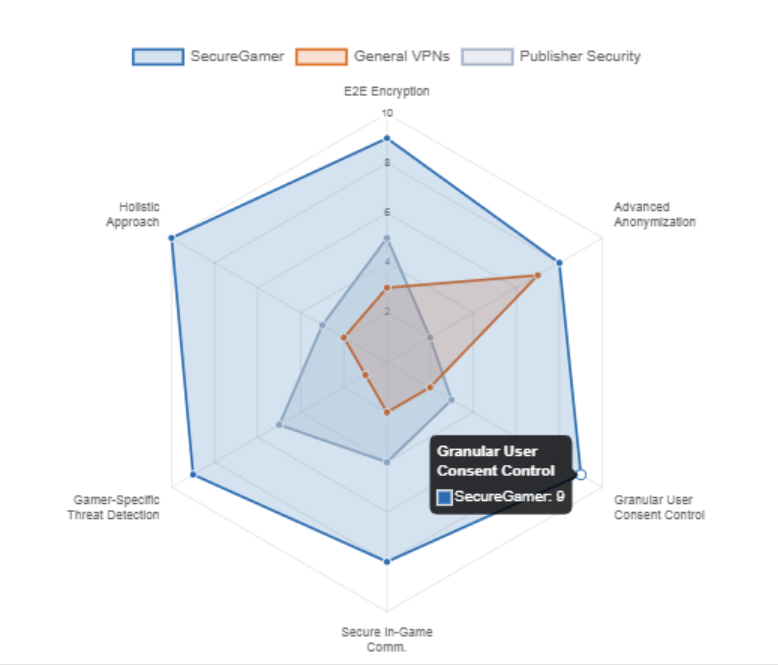 SecureGamer General VPNs Publisher Security
E2E Encryption
10
8
6
4
2
Holistic
Approach
Advanced
Anonymization
Granular User
Consent Control
SecureGamer: 9
Gamer-Specific
Threat Detection
Granular User
Consent Control
Secure In-Game
Comm.